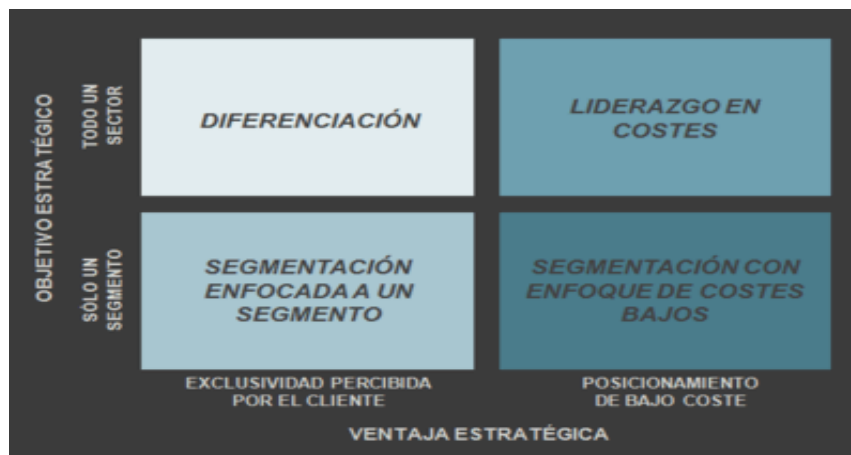 OBJETIVO ESTRATÉGICO
TODO UN
SECTOR
DIFERENCIACIÓN
LIDERAZGO EN
COSTES
SÓLO UN
SEGMENTO
SEGMENTACIÓN
ENFOCADA A UN
SEGMENTO
SEGMENTACIÓN CON
ENFOQUE DE COSTES
BAJOS
EXCLUSIVIDAD PERCIBIDA
POR EL CLIENTE
POSICIONAMIENTO
DE BAJO COSTE
VENTAJA ESTRATÉGICA